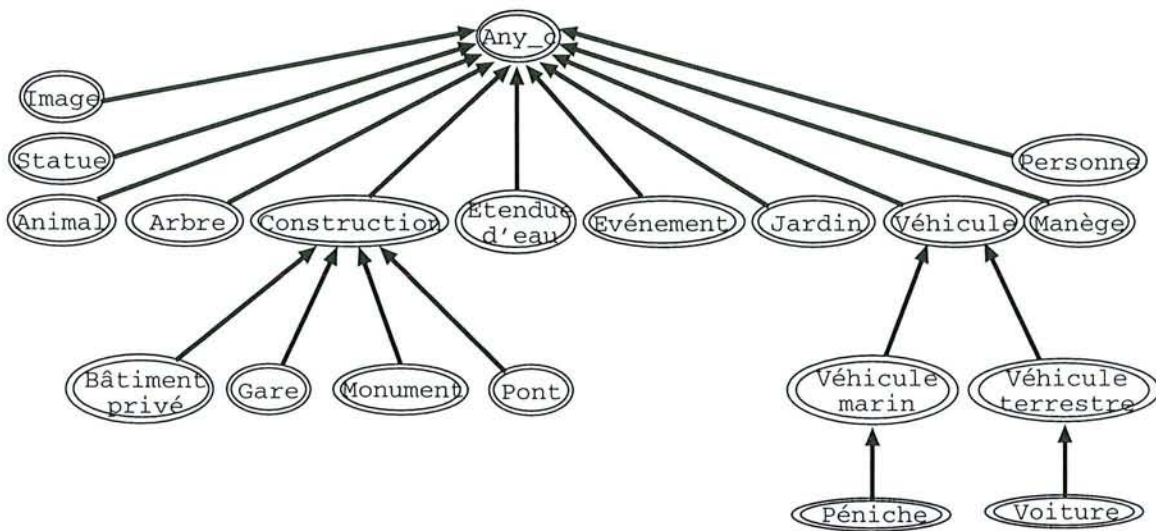 Any_c
Image
Statue
Personne
Animal
Arbre
Construction
Etendue
d'eau
Evénement
Jardin
Véhicule
Manège
Bâtiment
privé
Gare
Monument
Pont
Véhicule
marin
Véhicule
terrestre
Péniche
Voiture